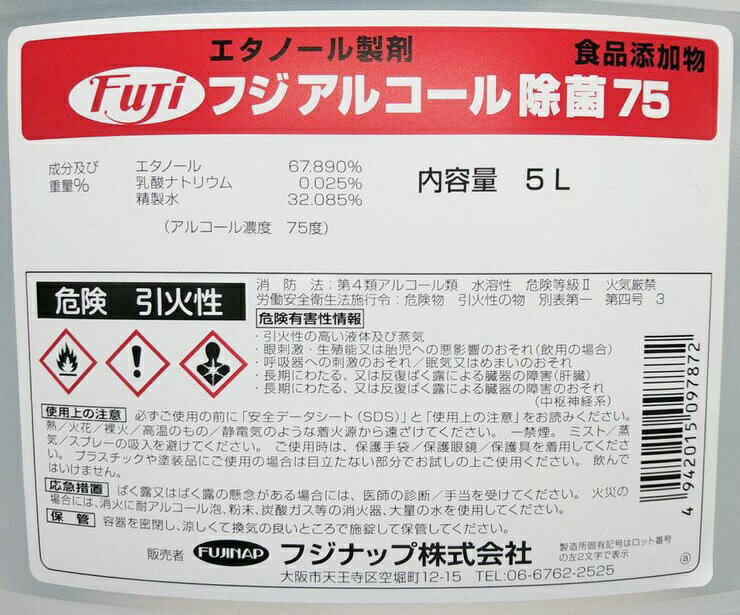 エタノール製剤 食品添加物
Fuji フジ アルコール 除菌 75
成分及び エタノール 67.890%
重量% 乳酸ナトリウム 0.025%
精製水 32.085%
(アルコール濃度 75度)
内容量 5L
危険 引火性
消防法:第4類アルコール類 水溶性 危険等級Ⅱ 火気厳禁
労働安全衛生法施行令:危険物 引火性の物 別表第一 第四号 3
危険有害性情報
・引火性の高い液体及び蒸気
・眼刺激・生殖能又は胎児への悪影響のおそれ(飲用の場合)
・呼吸器への刺激のおそれ/眠気又はめまいのおそれ
・長期にわたる、又は反復ばく露による臓器の障害(肝臓)
・長期にわたる、又は反復ばく露による臓器の障害のおそれ
(中枢神経系)
使用上の注意 必ずご使用の前に「安全データシート(SDS)」と「使用上の注意」をお読みください。
熱/火花/裸火/高温のもの/静電気のような着火源から遠ざけてください。一禁煙。ミスト/蒸
気/スプレーの吸入を避けてください。ご使用時は、保護手袋/保護眼鏡/保護具を着用してくださ
い。プラスチックや塗装品にご使用の場合は目立たない部分でお試しの上ご使用ください。飲んで
はいけません。
応急措置 ばく露又はばく露の懸念がある場合には、医師の診断/手当を受けてください。火災の
場合には、消火に耐アルコール泡、粉末、炭酸ガス等の消火器、大量の水を使用してください。
保管 容器を密閉し、涼しくて換気の良いところで施錠して保管してください。
4942015097872
販売者 FUJINAP フジナップ株式会社
大阪市天王寺区空堀町12-15 TEL:06-6762-2525
製造所固有記号はロット番号
の左2文字で表示
ⓐ